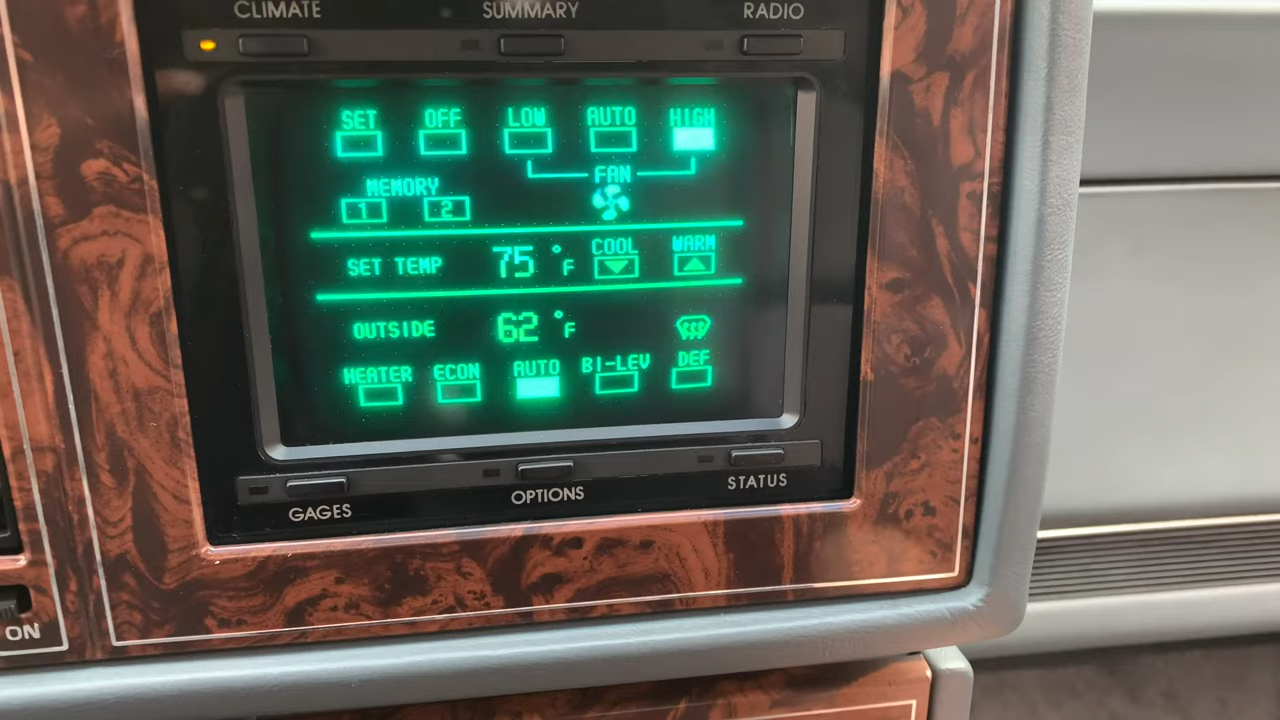 CLIMATE SUMMARY RADIO
SET OFF LOW AUTO HIGH
FAN
MEMORY
1 2
SET TEMP 75 °F COOL WARM
OUTSIDE 62 °F
HEATER ECON AUTO BI-LEV DEF
GAGES OPTIONS STATUS
ON